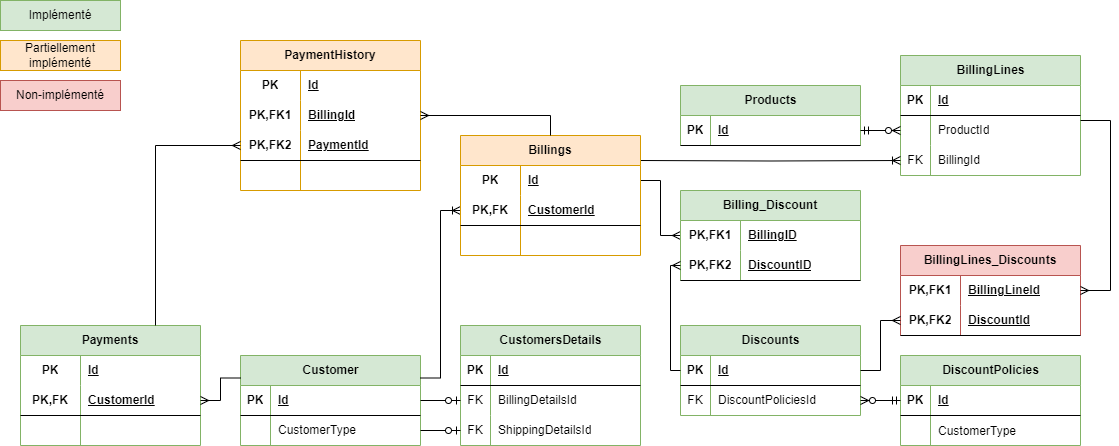 Implémenté
Partiellement
implémenté
Non-implémenté
PaymentHistory
PK Id
PK,FK1 BillingId
PK,FK2 PaymentId
Billings
PK Id
PK,FK CustomerId
Products
PK Id
BillingLines
PK Id
ProductId
FK BillingId
Billing_Discount
PK,FK1 BillingID
PK,FK2 DiscountID
BillingLines_Discounts
PK,FK1 BillingLineId
PK,FK2 DiscountId
Payments
PK Id
PK,FK CustomerId
Customer
PK Id
CustomerType
CustomersDetails
PK Id
FK BillingDetailsId
FK ShippingDetailsId
Discounts
PK Id
FK DiscountPoliciesId
DiscountPolicies
PK Id
CustomerType